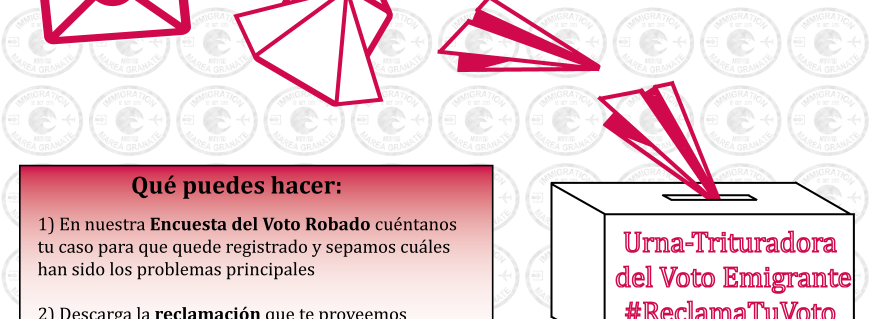 Qué puedes hacer:
1) En nuestra Encuesta del Voto Robado cuéntanos
tu caso para que quede registrado y sepamos cuáles
han sido los problemas principales
2) Descarga la reclamación que te proveemos
Urna-Trituradora
del Voto Emigrante
#ReclamaTuVoto
IMMIGRATION
MAREA GRANATE